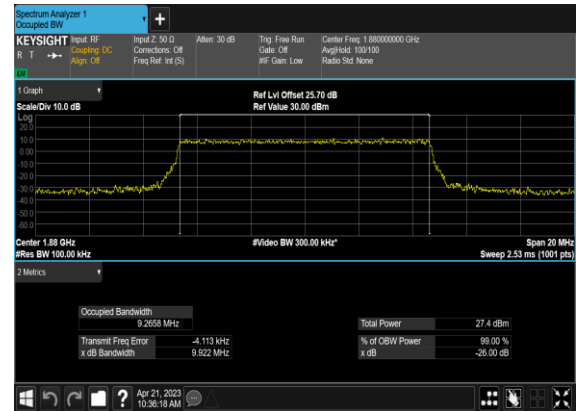 Spectrum Analyzer 1
Occupied BW
KEYSIGHT Input: RF Input Z: 50 Ω Atten: 30 dB Trig: Free Run Center Freq: 1.880000000 GHz
R T Coupling: DC Corrections: Off Gate: Off Avg|Hold: 100/100
Align: Off Freq Ref: Int (S) #IF Gain: Low Radio Std: None
1 Graph Ref Lvl Offset 25.70 dB
Scale/Div 10.0 dB Ref Value 30.00 dBm
Log
20.0
10.0
0.00
-10.0
-20.0
-30.0
-40.0
-50.0
-60.0
Center 1.88 GHz #Video BW 300.00 kHz* Span 20 MHz
#Res BW 100.00 kHz Sweep 2.53 ms (1001 pts)
2 Metrics
Occupied Bandwidth
9.2658 MHz Total Power 27.4 dBm
Transmit Freq Error -4.113 kHz % of OBW Power 99.00 %
x dB Bandwidth 9.922 MHz x dB -26.00 dB
Apr 21, 2023
10:36:18 AM